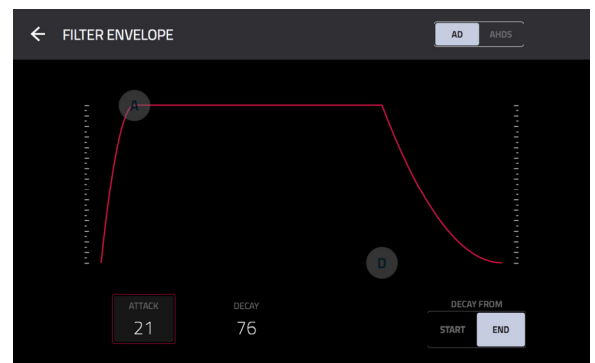 FILTER ENVELOPE
AD AHDS
A
D
ATTACK DECAY DECAY FROM
21 76 START END